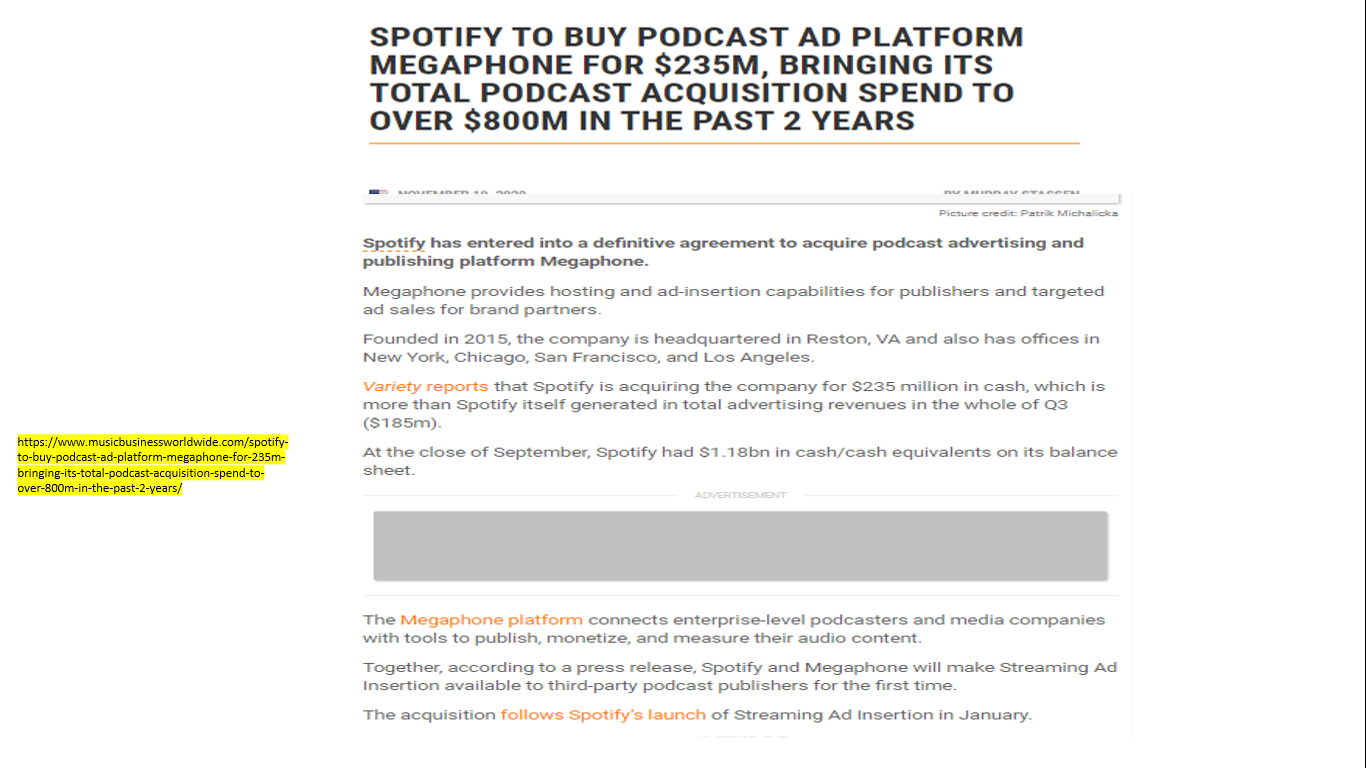 SPOTIFY TO BUY PODCAST AD PLATFORM
MEGAPHONE FOR $235M, BRINGING ITS
TOTAL PODCAST ACQUISITION SPEND TO
OVER $800M IN THE PAST 2 YEARS
NOVEMBER 10, 2020
BY MURRAY STASSEN
Picture credit: Patrik Michalicka
Spotify has entered into a definitive agreement to acquire podcast advertising and
publishing platform Megaphone.
Megaphone provides hosting and ad-insertion capabilities for publishers and targeted
ad sales for brand partners.
Founded in 2015, the company is headquartered in Reston, VA and also has offices in
New York, Chicago, San Francisco, and Los Angeles.
Variety reports that Spotify is acquiring the company for $235 million in cash, which is
more than Spotify itself generated in total advertising revenues in the whole of Q3
($185m).
At the close of September, Spotify had $1.18bn in cash/cash equivalents on its balance
sheet.
https://www.musicbusinessworldwide.com/spotify-
to-buy-podcast-ad-platform-megaphone-for-235m-
bringing-its-total-podcast-acquisition-spend-to-
over-800m-in-the-past-2-years/
ADVERTISEMENT
The Megaphone platform connects enterprise-level podcasters and media companies
with tools to publish, monetize, and measure their audio content.
Together, according to a press release, Spotify and Megaphone will make Streaming Ad
Insertion available to third-party podcast publishers for the first time.
The acquisition follows Spotify's launch of Streaming Ad Insertion in January.